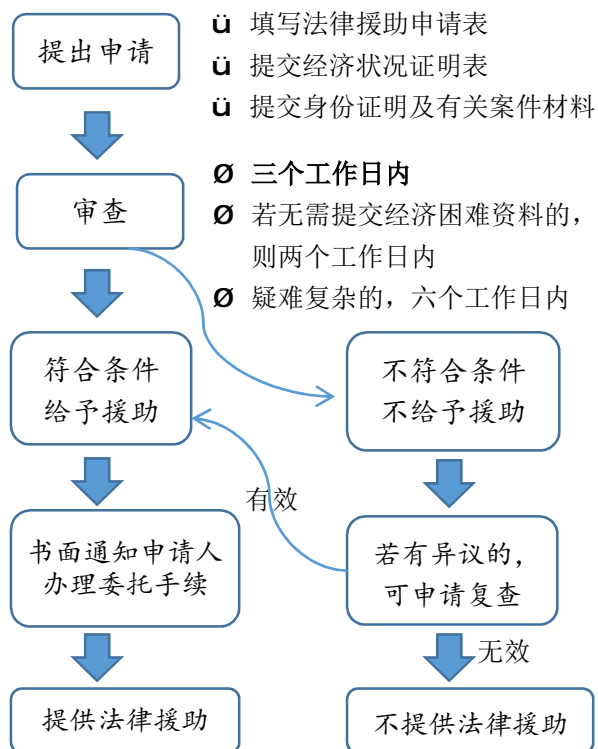 提出申请
ü 填写法律援助申请表
ü 提交经济状况证明表
ü 提交身份证明及有关案件材料
审查
Ø 三个工作日内
Ø 若无需提交经济困难资料的，
则两个工作日内
Ø 疑难复杂的，六个工作日内
符合条件
给予援助
不符合条件
不给予援助
有效
书面通知申请人
办理委托手续
若有异议的，
可申请复查
无效
提供法律援助
不提供法律援助